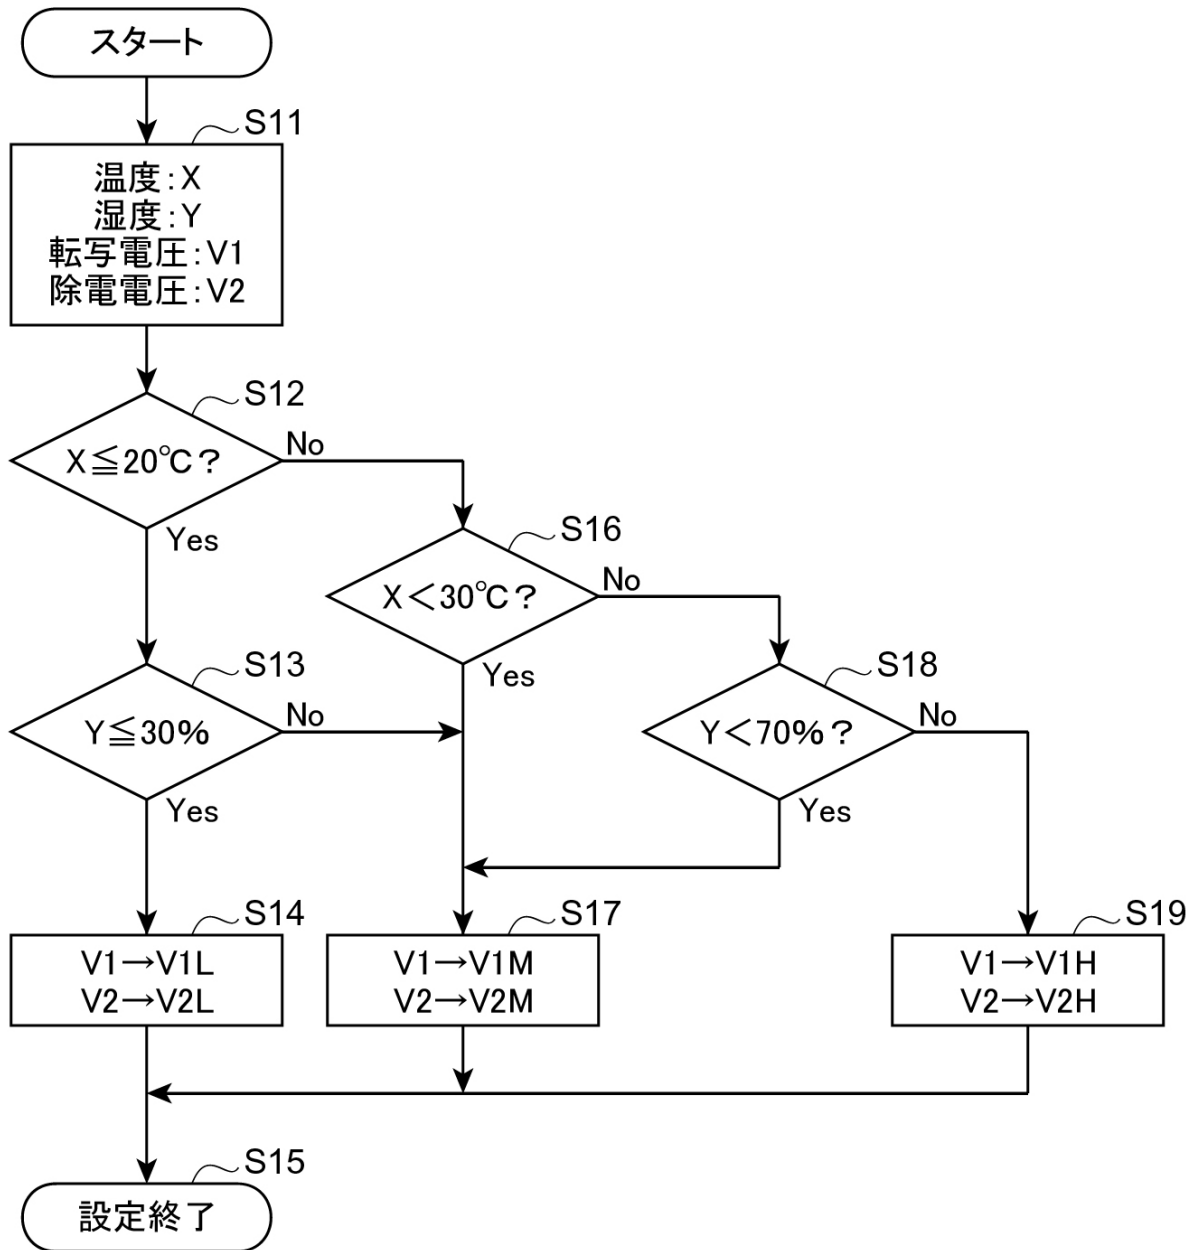 スタート
S11
温度：X
湿度：Y
転写電圧：V1
除電電圧：V2
S12
X≦20℃？
No
Yes
S16
X＜30℃？
No
Yes
S13
Y≦30%
No
Yes
S18
Y＜70%？
No
Yes
S14
V1→V1L
V2→V2L
S17
V1→V1M
V2→V2M
S19
V1→V1H
V2→V2H
S15
設定終了